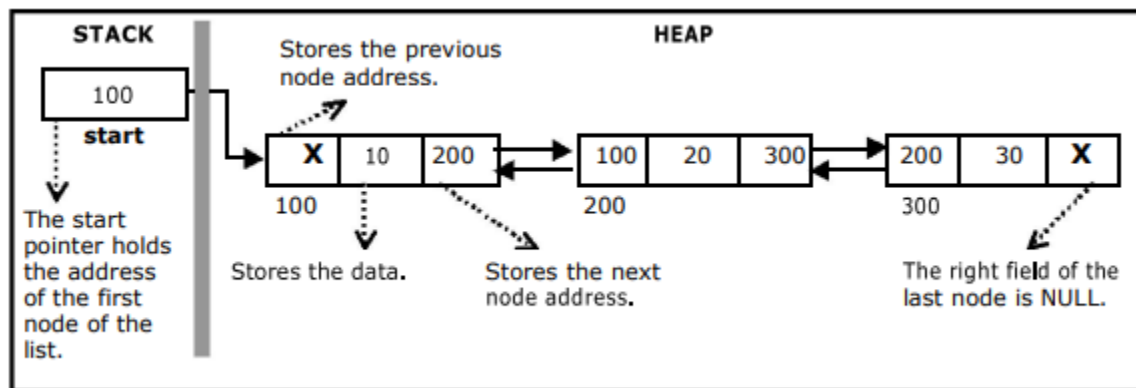 STACK
HEAP
Stores the previous
node address.
100
start
X 10 200
100 20 300
200 30 X
100
200
300
The start
pointer holds
the address
of the first
node of the
list.
Stores the data.
Stores the next
node address.
The right field of the
last node is NULL.